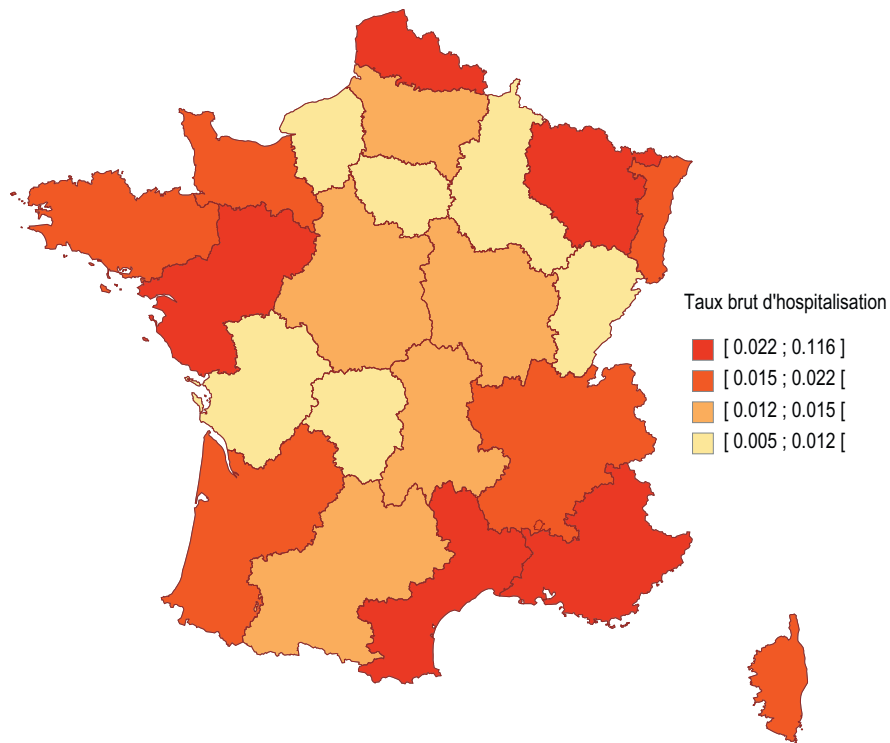 Taux brut d'hospitalisation
[ 0.022 ; 0.116 ]
[ 0.015 ; 0.022 [
[ 0.012 ; 0.015 [
[ 0.005 ; 0.012 [